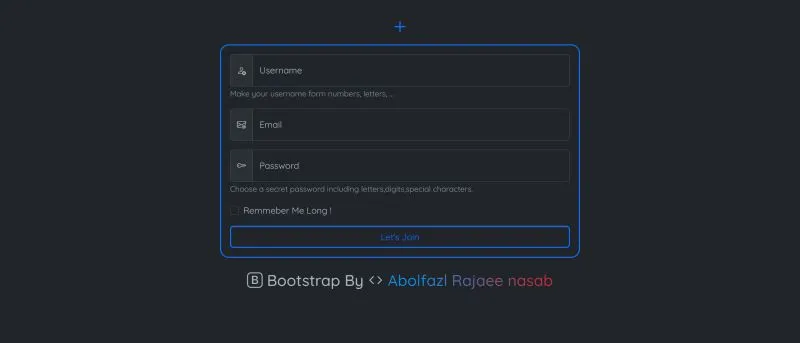 Username
Make your username form numbers, letters, ...
Email
Password
Choose a secret password including letters,digits,special characters.
Remmeber Me Long !
Let's Join
B Bootstrap By <> Abolfazl Rajaee nasab